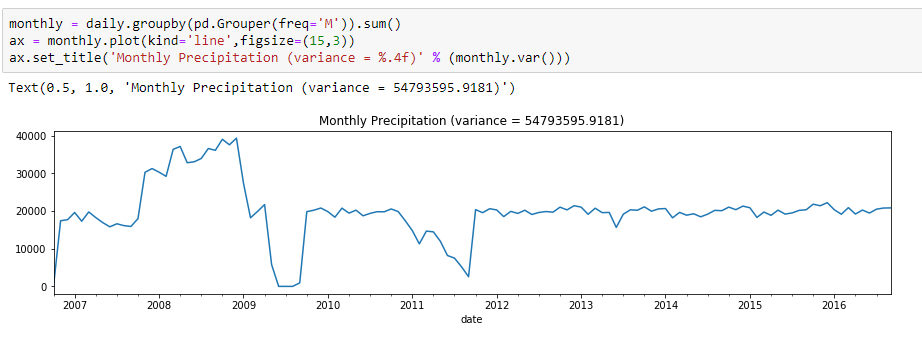 monthly = daily.groupby(pd.Grouper(freq='M')).sum()
ax = monthly.plot(kind='line',figsize=(15,3))
ax.set_title('Monthly Precipitation (variance = %.4f)' % (monthly.var()))
Text(0.5, 1.0, 'Monthly Precipitation (variance = 54793595.9181)')
Monthly Precipitation (variance = 54793595.9181)
40000
30000
20000
10000
0
2007 2008 2009 2010 2011 2012 2013 2014 2015 2016
date